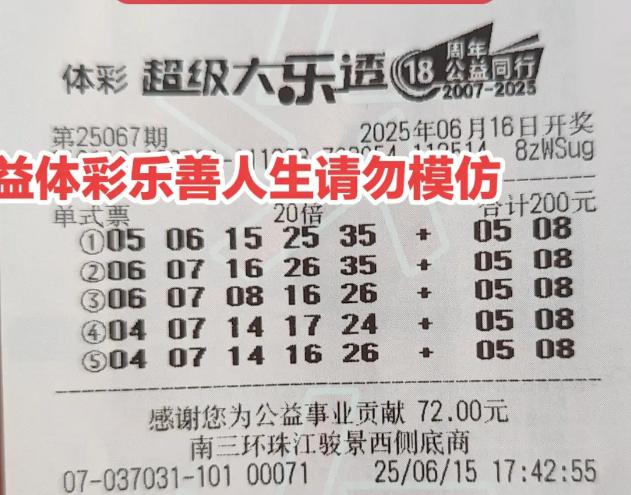 体彩 超级大乐透 18 周年 公益同行 2007-2025
第25067期 2025年06月16日开奖
8zWSug
益体彩乐善人生请勿模仿
单式票 20倍 合计200元
①05 06 15 25 35 + 05 08
②06 07 16 26 35 + 05 08
③06 07 08 16 26 + 05 08
④04 07 14 17 24 + 05 08
⑤04 07 14 16 26 + 05 08
感谢您为公益事业贡献 72.00元
南三环珠江骏景西侧底商
07-037031-101 00071 25/06/15 17:42:55